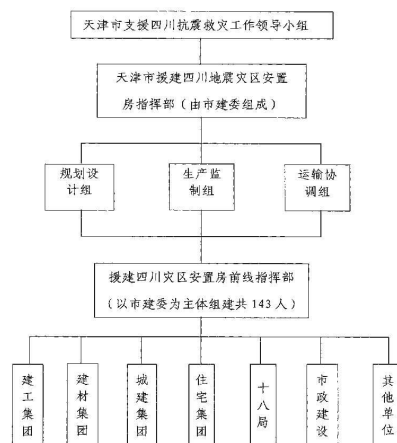 天津市支援四川抗震救灾工作领导小组
天津市援建四川地震灾区安置
房指挥部（由市建委组成）
规划设
计组
生产监
制组
运输协
调组
援建四川灾区安置房前线指挥部
（以市建委为主体组建共 143 人）
建工集团
建材集团
城建集团
住宅集团
十八局
市政建设
其他单位